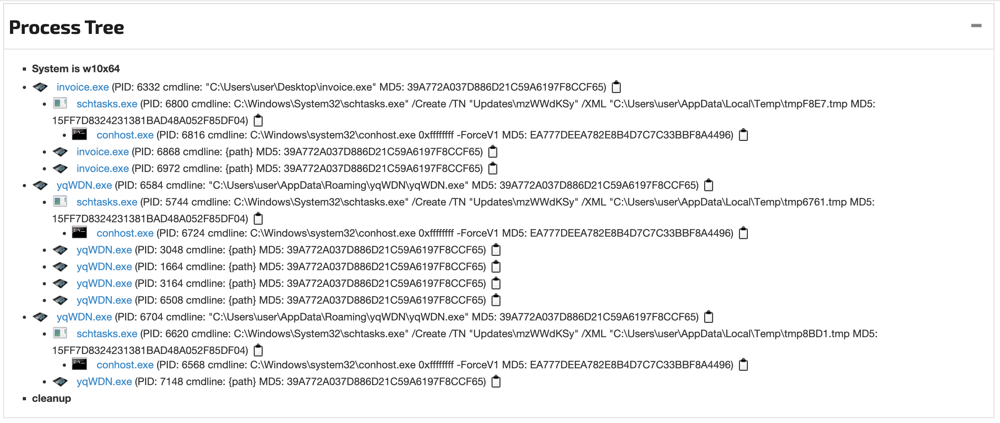 Process Tree
System is w10x64
invoice.exe (PID: 6332 cmdline: "C:\Users\user\Desktop\invoice.exe" MD5: 39A772A037D886D21C59A6197F8CCF65)
schtasks.exe (PID: 6800 cmdline: C:\Windows\System32\schtasks.exe" /Create /TN "Updates\mzWWdKSy" /XML "C:\Users\user\AppData\Local\Temp\tmpF8E7.tmp MD5:
15FF7D8324231381BAD48A052F85DF04)
conhost.exe (PID: 6816 cmdline: C:\Windows\system32\conhost.exe 0xffffffff -ForceV1 MD5: EA777DEEA782E8B4D7C7C33BBF8A4496)
invoice.exe (PID: 6868 cmdline: {path} MD5: 39A772A037D886D21C59A6197F8CCF65)
invoice.exe (PID: 6972 cmdline: {path} MD5: 39A772A037D886D21C59A6197F8CCF65)
yqWDN.exe (PID: 6584 cmdline: "C:\Users\user\AppData\Roaming\yqWDN\yqWDN.exe" MD5: 39A772A037D886D21C59A6197F8CCF65)
schtasks.exe (PID: 5744 cmdline: C:\Windows\System32\schtasks.exe" /Create /TN "Updates\mzWWdKSy" /XML "C:\Users\user\AppData\Local\Temp\tmp6761.tmp MD5:
15FF7D8324231381BAD48A052F85DF04)
conhost.exe (PID: 6724 cmdline: C:\Windows\system32\conhost.exe 0xffffffff -ForceV1 MD5: EA777DEEA782E8B4D7C7C33BBF8A4496)
yqWDN.exe (PID: 3048 cmdline: {path} MD5: 39A772A037D886D21C59A6197F8CCF65)
yqWDN.exe (PID: 1664 cmdline: {path} MD5: 39A772A037D886D21C59A6197F8CCF65)
yqWDN.exe (PID: 3164 cmdline: {path} MD5: 39A772A037D886D21C59A6197F8CCF65)
yqWDN.exe (PID: 6508 cmdline: {path} MD5: 39A772A037D886D21C59A6197F8CCF65)
yqWDN.exe (PID: 6704 cmdline: "C:\Users\user\AppData\Roaming\yqWDN\yqWDN.exe" MD5: 39A772A037D886D21C59A6197F8CCF65)
schtasks.exe (PID: 6620 cmdline: C:\Windows\System32\schtasks.exe" /Create /TN "Updates\mzWWdKSy" /XML "C:\Users\user\AppData\Local\Temp\tmp8BD1.tmp MD5:
15FF7D8324231381BAD48A052F85DF04)
conhost.exe (PID: 6568 cmdline: C:\Windows\system32\conhost.exe 0xffffffff -ForceV1 MD5: EA777DEEA782E8B4D7C7C33BBF8A4496)
yqWDN.exe (PID: 7148 cmdline: {path} MD5: 39A772A037D886D21C59A6197F8CCF65)
cleanup